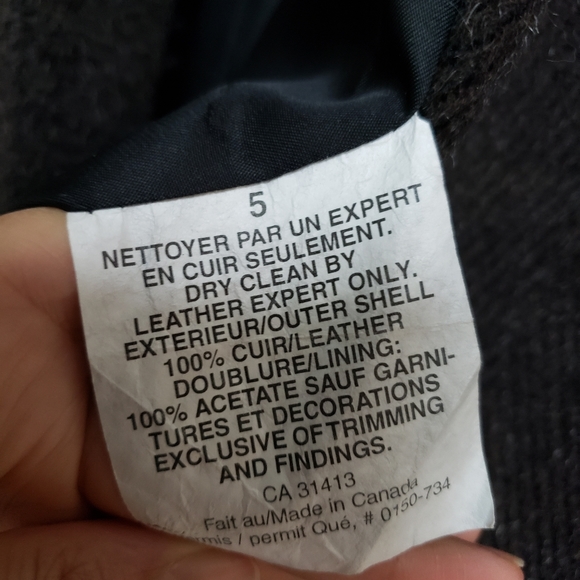 5
NETTOYER PAR UN EXPERT
EN CUIR SEULEMENT.
DRY CLEAN BY
LEATHER EXPERT ONLY.
EXTERIEUR/OUTER SHELL
100% CUIR/LEATHER
DOUBLURE/LINING:
100% ACETATE SAUF GARNI-
TURES ET DECORATIONS
EXCLUSIVE OF TRIMMING
AND FINDINGS.
CA 31413
Fait au/Made in Canada
/ permit Qué, # 0150-734